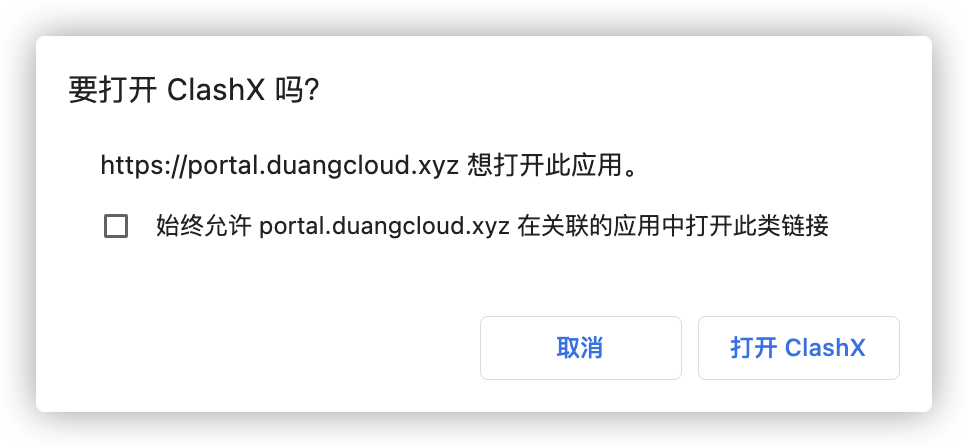 要打开 ClashX 吗?
https://portal.duangcloud.xyz 想打开此应用。
始终允许 portal.duangcloud.xyz 在关联的应用中打开此类链接
取消
打开 ClashX